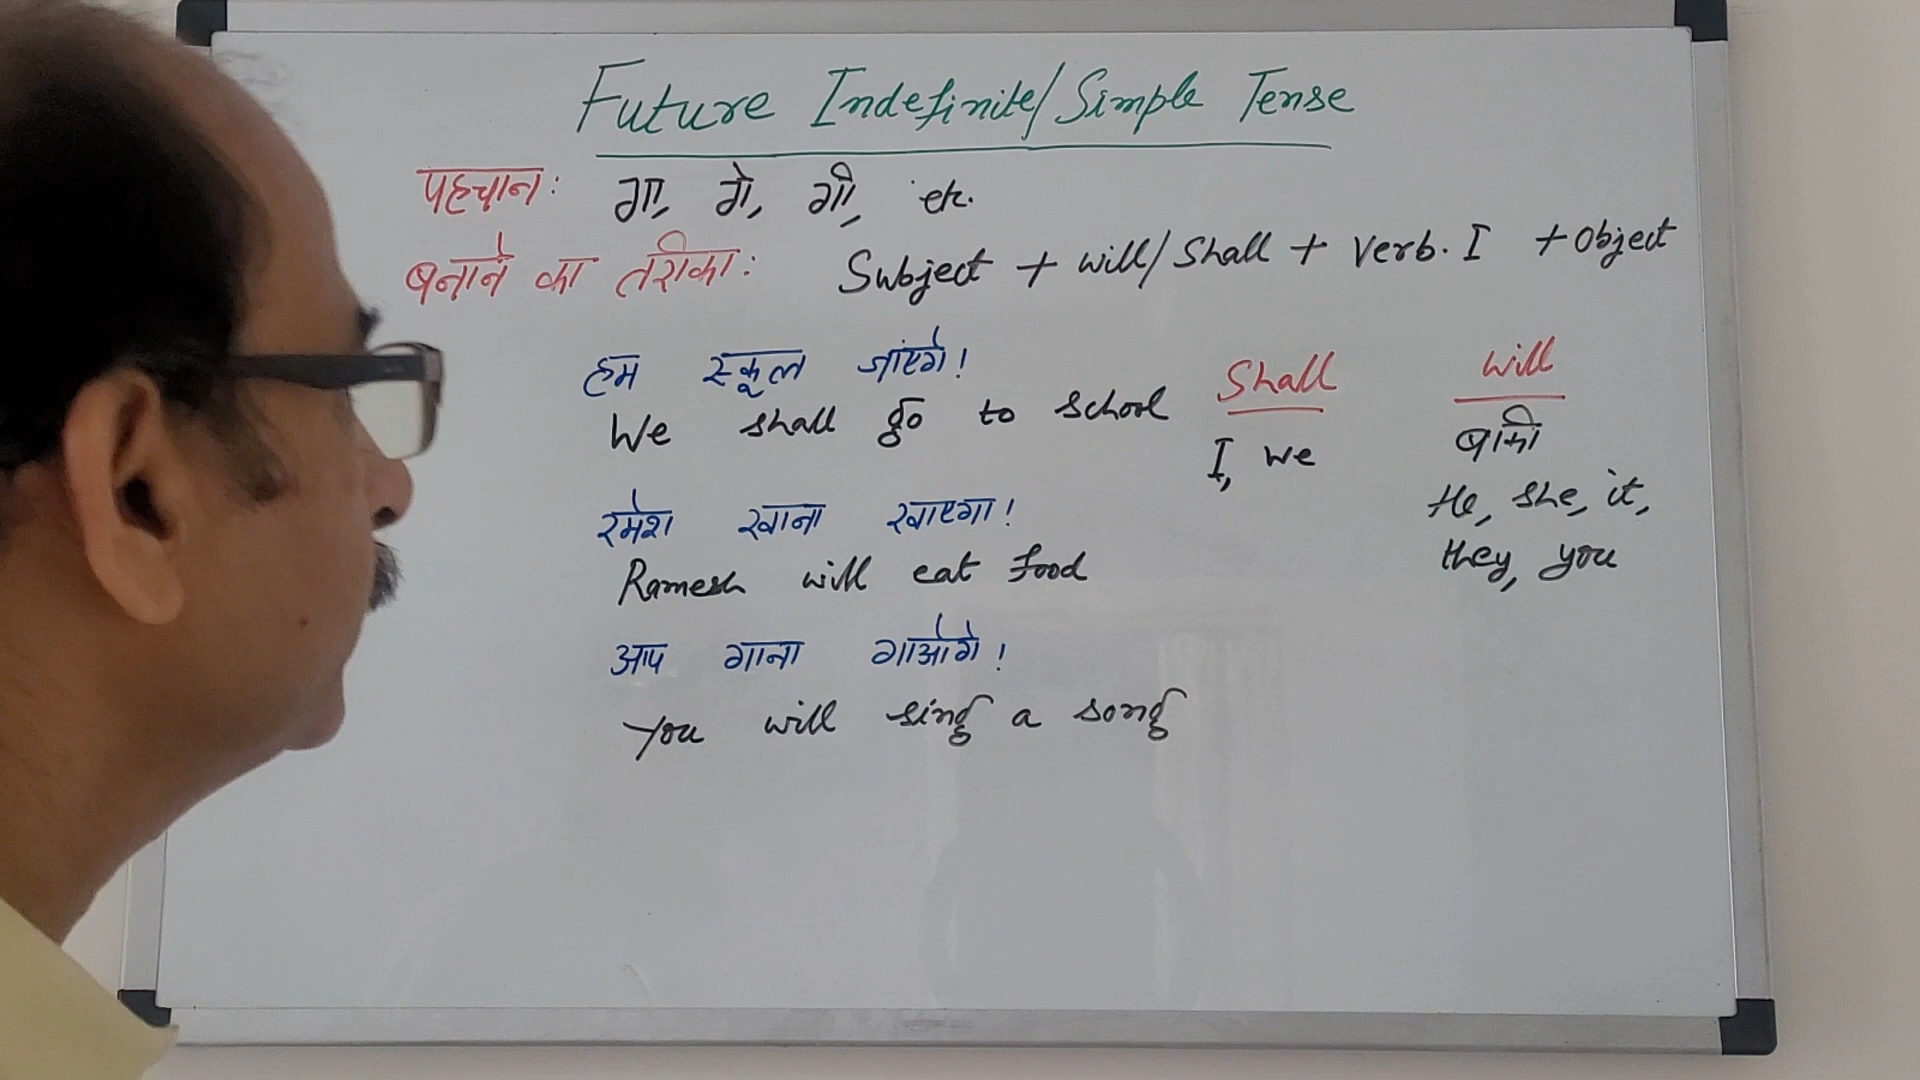 Future Indefinite/Simple Tense
पहचान: गा, गे, गी, etc.
बनाने का तरीका: Subject + will/Shall + Verb. I + Object
हम स्कूल जांएगे!
We shall go to school
रमेश खाना खाएगा!
Ramesh will eat food
आप गाना गाओगे!
You will sing a song
Shall
I, we
will
बाकी
He, she, it,
they, you